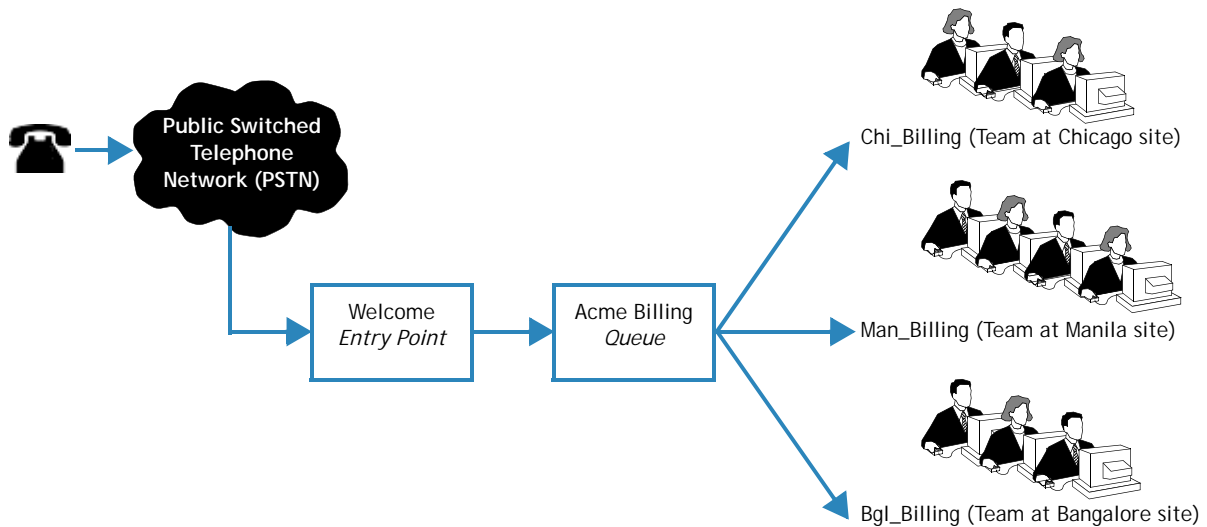 Public Switched
Telephone
Network (PSTN)
Welcome
Entry Point
Acme Billing
Queue
Chi_Billing (Team at Chicago site)
Man_Billing (Team at Manila site)
Bgl_Billing (Team at Bangalore site)